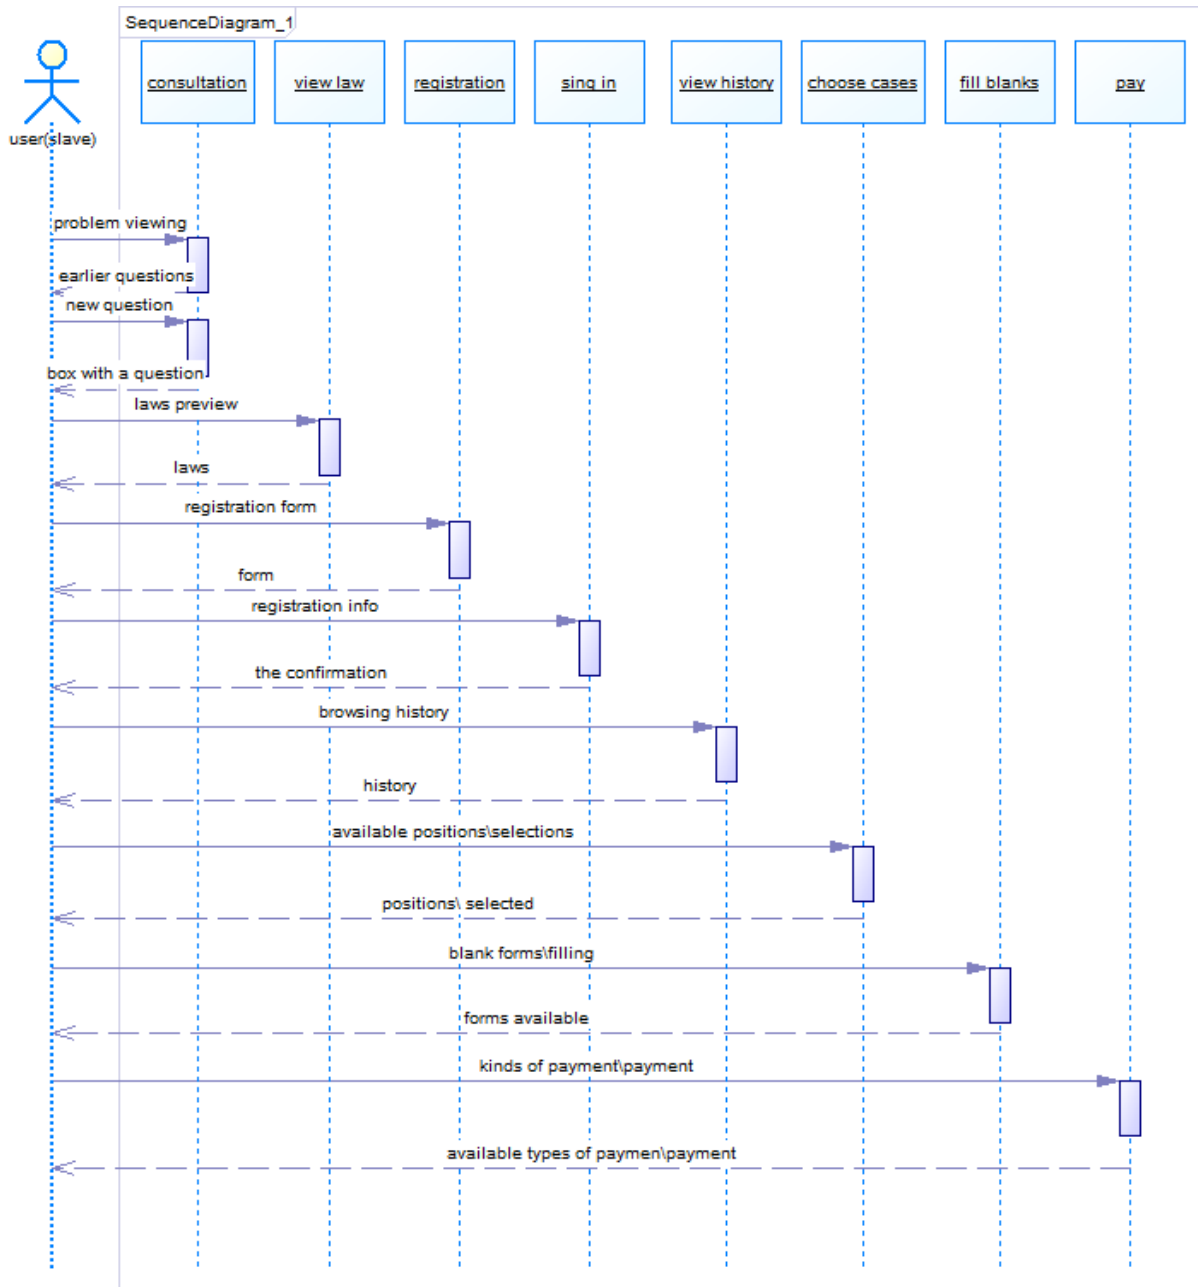 SequenceDiagram_1
user(slave)
consultation
view law
registration
sing in
view history
choose cases
fill blanks
pay
problem viewing
earlier questions
new question
box with a question
laws preview
laws
registration form
form
registration info
the confirmation
browsing history
history
available positions\selections
positions\ selected
blank forms\filling
forms available
kinds of payment\payment
available types of paymen\payment